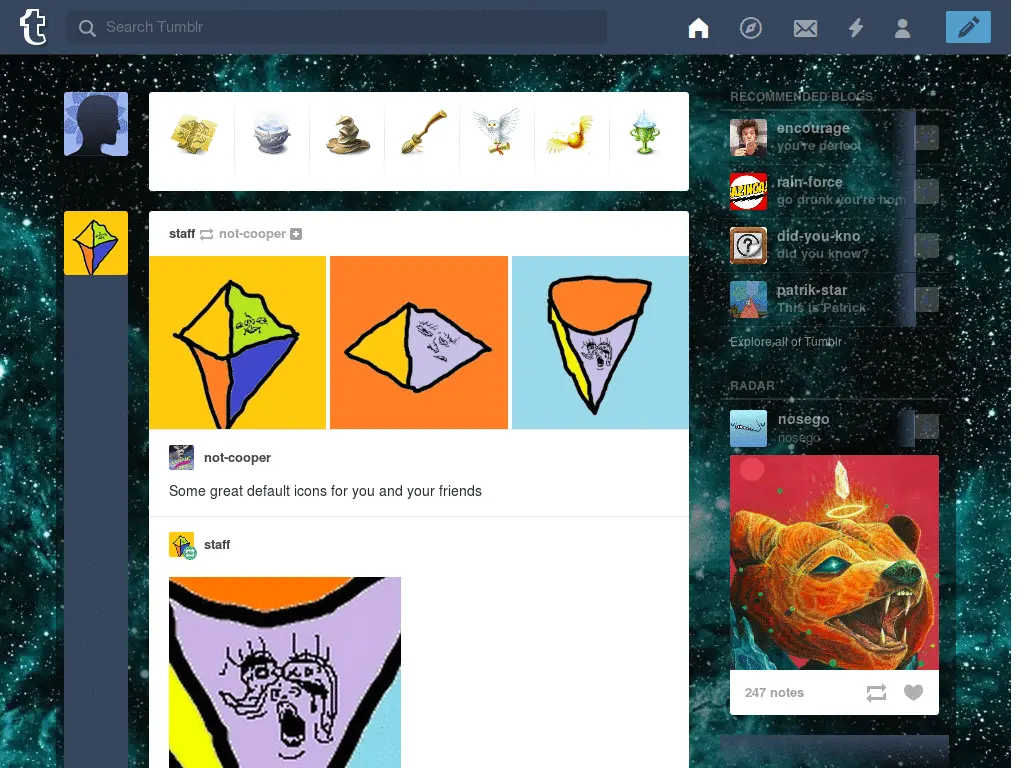 t
Search Tumblr
RECOMMENDED BLOGS
encourage
you're perfect
rain-force
go drunk you're hom
did-you-kno
did you know?
patrik-star
This is Patrick
Explore all of Tumblr
staff not-cooper
not-cooper
Some great default icons for you and your friends
staff
RADAR
nosego
nosego
247 notes